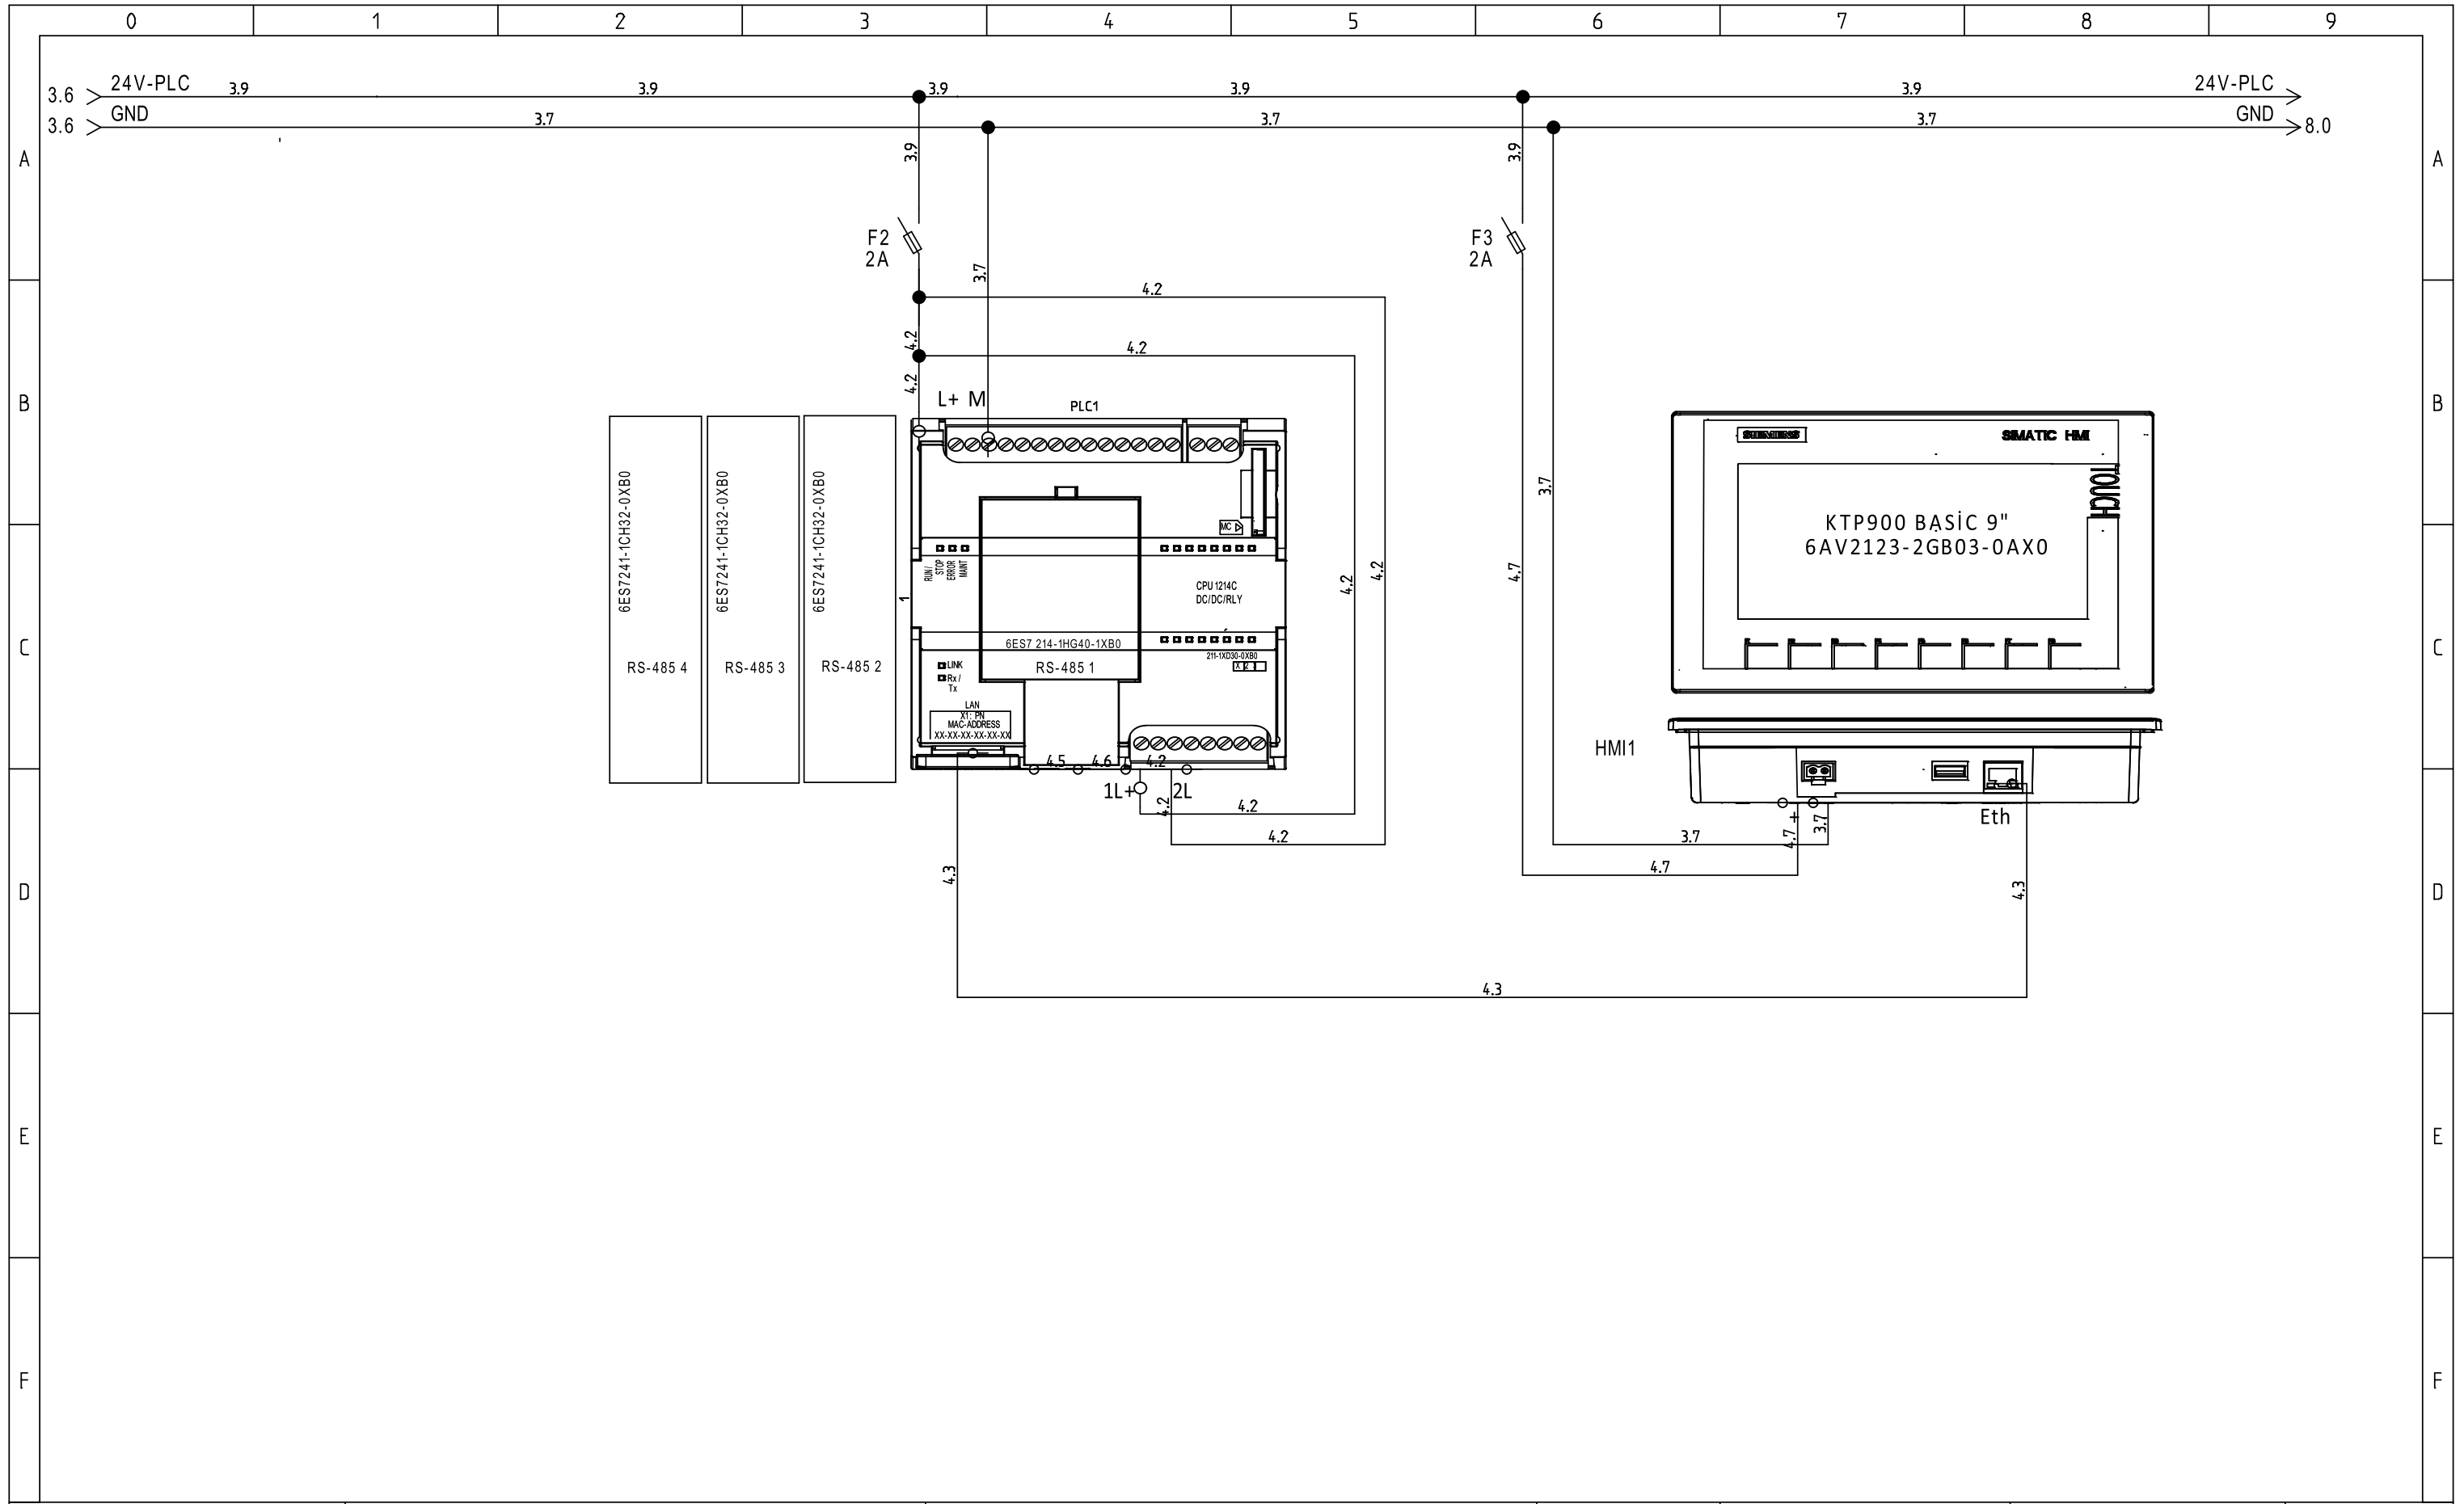 0 1 2 3 4 5 6 7 8 9
3.6 24V-PLC 3.9 3.9 3.9 3.9 3.9 24V-PLC
3.6 GND 3.7 3.7 3.7 GND 8.0
A A
3.9 3.9
F2
2A
F3
2A
3.7
4.2
4.2
4.2
4.2
B B
L+ M
PLC1
SIMATIC HMI
TOUCH
6ES7241-1CH32-0XB0
6ES7241-1CH32-0XB0
6ES7241-1CH32-0XB0
3.7
MC
KTP900 BASİC 9"
6AV2123-2GB03-0AX0
RUN / STOP
ERROR
MAINT
1
CPU 1214C
DC/DC/RLY
4.2
4.2
4.7
C C
6ES7 214-1HG40-1XB0
211-1XD30-0XB0
RS-485 4
RS-485 3
RS-485 2
RS-485 1
LINK
Rx /
Tx
LAN
X1: PN
MAC-ADDRESS
XX-XX-XX-XX-XX-XX
HMI1
4.5 4.6 4.2
1L+ 2L
4.2
4.2
4.2
Eth
+
4.7
3.7
3.7
4.7
4.3
4.3
D D
4.3
E E
F F